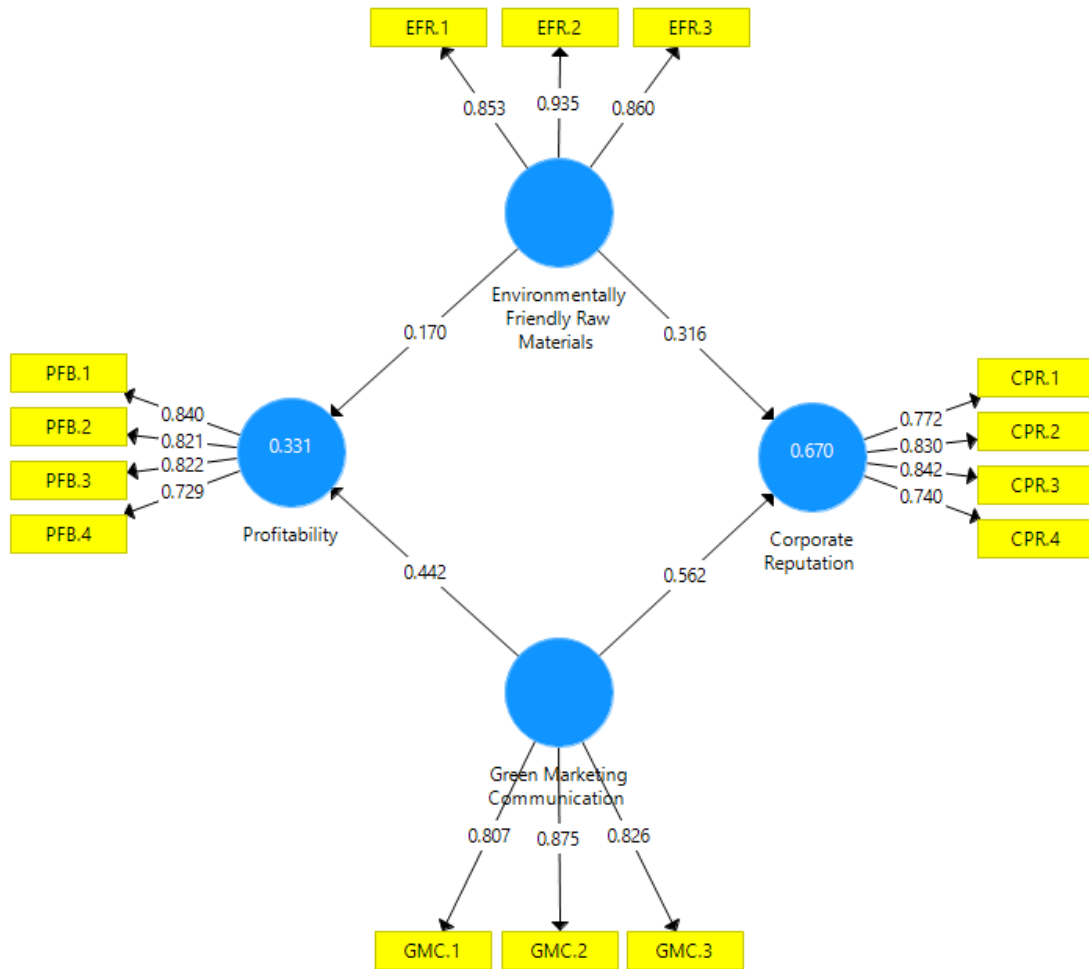 EFR.1
EFR.2
EFR.3
0.853
0.935
0.860
Environmentally
Friendly Raw
Materials
0.170
0.316
PFB.1
PFB.2
PFB.3
PFB.4
0.840
0.821
0.822
0.729
0.331
Profitability
0.670
Corporate
Reputation
0.772
0.830
0.842
0.740
CPR.1
CPR.2
CPR.3
CPR.4
0.442
0.562
Green Marketing
Communication
0.807
0.875
0.826
GMC.1
GMC.2
GMC.3